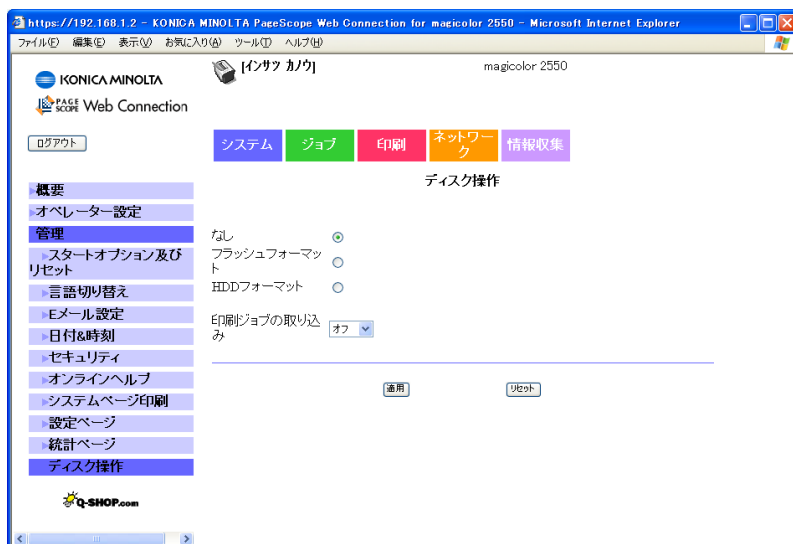 https://192.168.1.2 - KONICA MINOLTA PageScope Web Connection for magicolor 2550 - Microsoft Internet Explorer
ファイル(F) 編集(E) 表示(V) お気に入り(A) ツール(T) ヘルプ(H)
KONICA MINOLTA
[インサツ カノウ]
magicolor 2550
PAGE SCOPE Web Connection
ログアウト
システム
ジョブ
印刷
ネットワー
ク
情報収集
ディスク操作
概要
オペレーター設定
管理
スタートオプション及び
リセット
言語切り替え
Eメール設定
日付&時刻
セキュリティ
オンラインヘルプ
システムページ印刷
設定ページ
統計ページ
ディスク操作
Q-SHOP.com
なし
フラッシュフォーマッ
ト
HDDフォーマット
印刷ジョブの取り込
み
オフ
適用
リセット